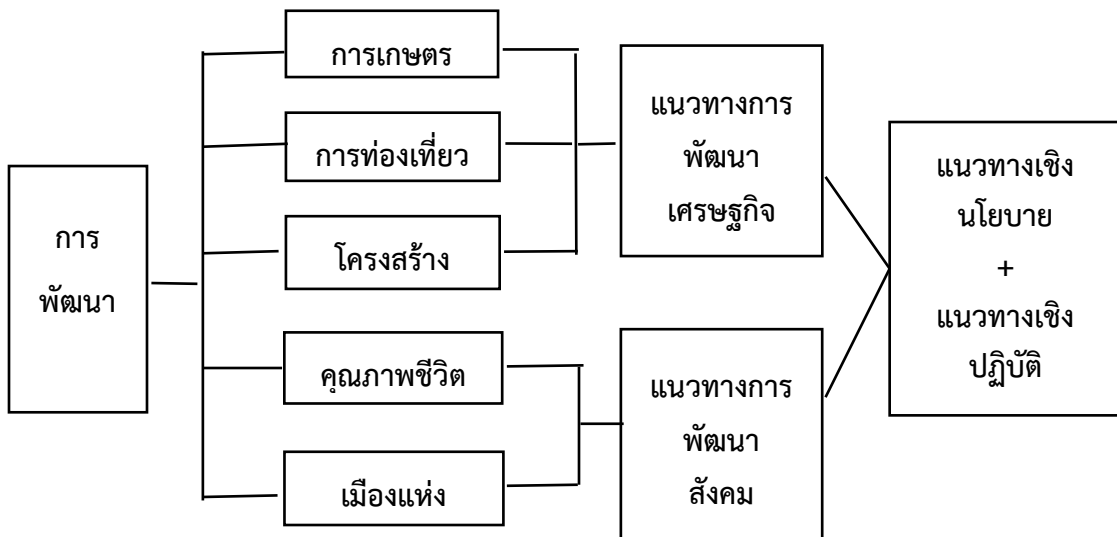 การ
พัฒนา
การเกษตร
การท่องเที่ยว
โครงสร้าง
คุณภาพชีวิต
เมืองแห่ง
แนวทางการ
พัฒนา
เศรษฐกิจ
แนวทางการ
พัฒนา
สังคม
แนวทางเชิง
นโยบาย
+
แนวทางเชิง
ปฏิบัติ